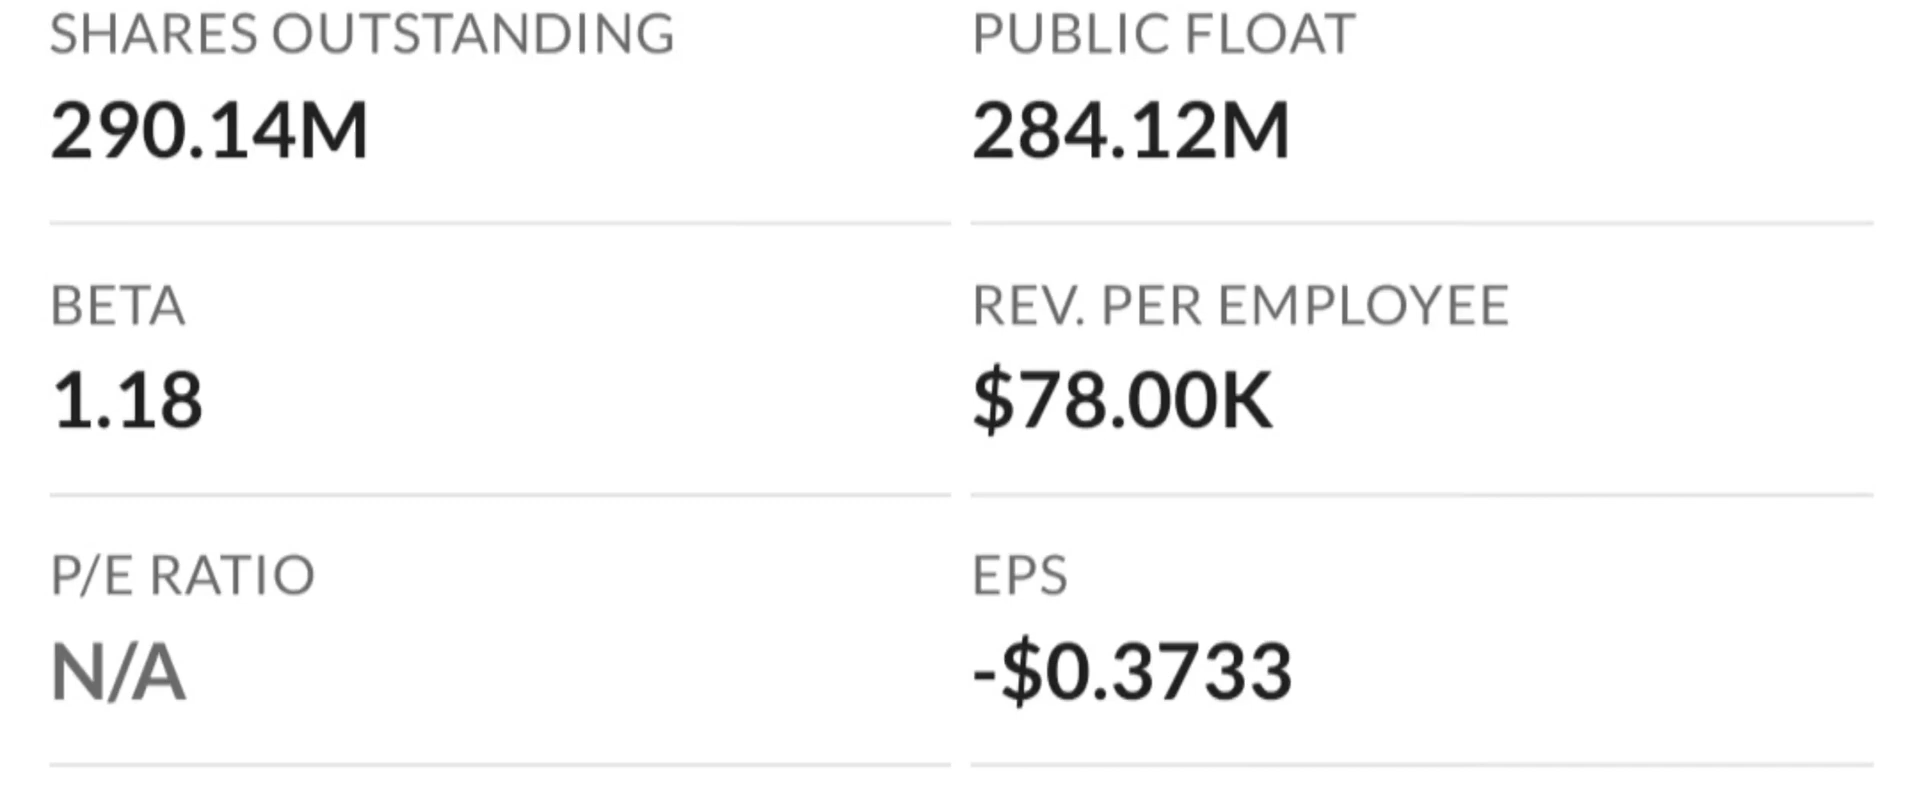 SHARES OUTSTANDING
290.14M
PUBLIC FLOAT
284.12M
BETA
1.18
REV. PER EMPLOYEE
$78.00K
P/E RATIO
N/A
EPS
-$0.3733